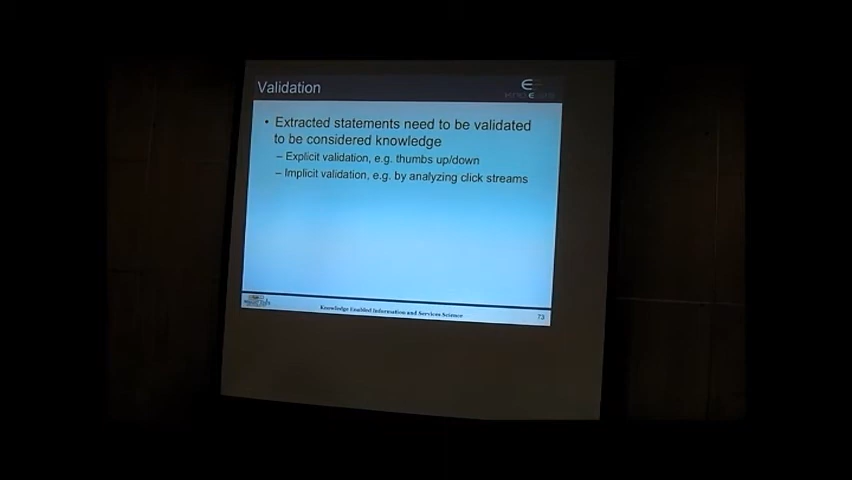 Validation
• Extracted statements need to be validated
to be considered knowledge
– Explicit validation, e.g. thumbs up/down
– Implicit validation, e.g. by analyzing click streams
Knowledge Enabled Information and Services Science
73